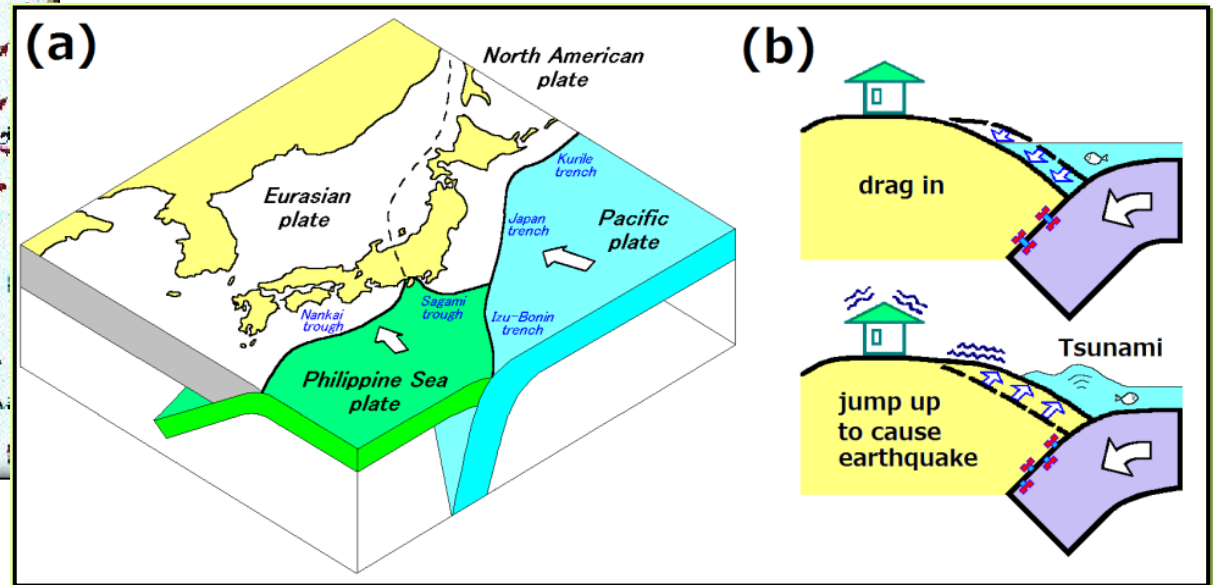 (a)
North American
plate
Kurile
trench
Eurasian
plate
Japan
trench
Pacific
plate
Nankai
trough
Sagami
trough
Izu-Bonin
trench
Philippine Sea
plate
(b)
drag in
Tsunami
jump up
to cause
earthquake